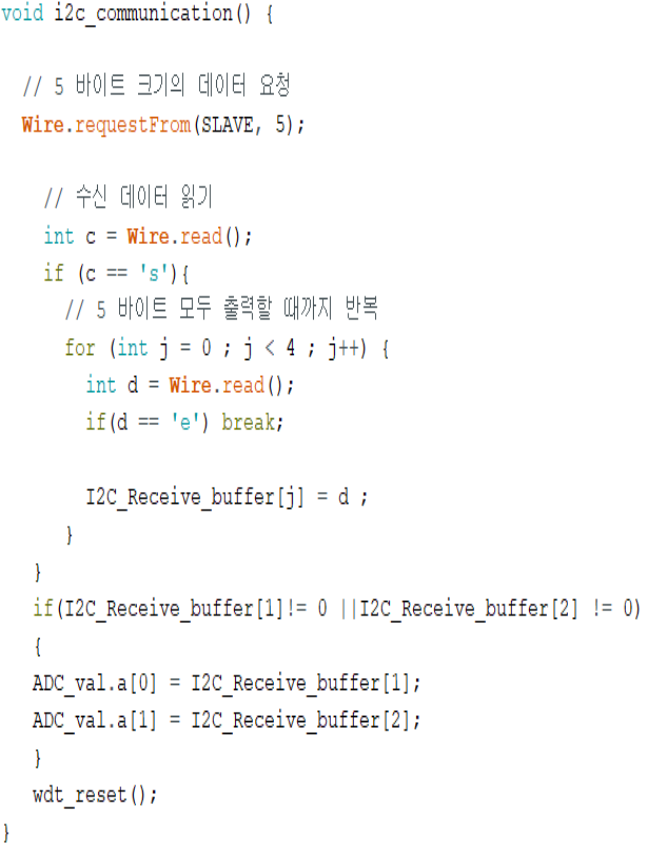 void i2c_communication() {
// 5 바이트 크기의 데이터 요청
Wire.requestFrom(SLAVE, 5);
// 수신 데이터 읽기
int c = Wire.read();
if (c == 's'){
// 5 바이트 모두 출력할 때까지 반복
for (int j = 0 ; j < 4 ; j++) {
int d = Wire.read();
if(d == 'e') break;
I2C_Receive_buffer[j] = d ;
}
}
if(I2C_Receive_buffer[1]!= 0 ||I2C_Receive_buffer[2] != 0)
{
ADC_val.a[0] = I2C_Receive_buffer[1];
ADC_val.a[1] = I2C_Receive_buffer[2];
}
wdt_reset();
}